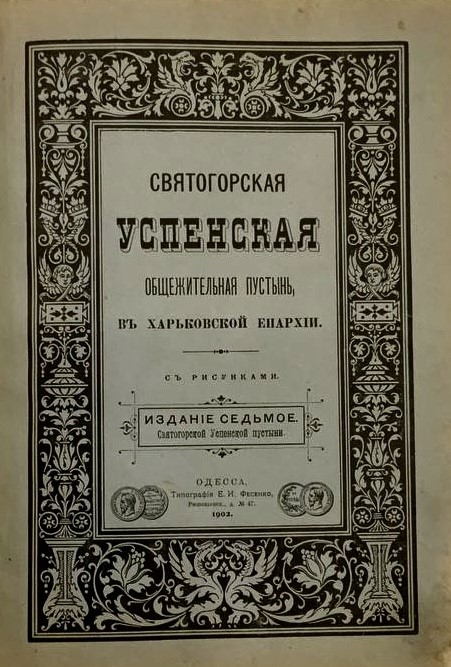 СВЯТОГОРСКАЯ
УСПЕНСКАЯ
ОБЩЕЖИТЕЛЬНАЯ ПУСТЫНЬ,
ВЪ ХАРЬКОВСКОЙ ЕПАРХІИ.
СЪ РИСУНКАМИ.
ИЗДАНІЕ СЕДЬМОЕ.
Святогорской Успенской пустыни.
ОДЕССА,
Типографія Е. И. Фесенко,
Ришельевск., д. № 47.
1902.